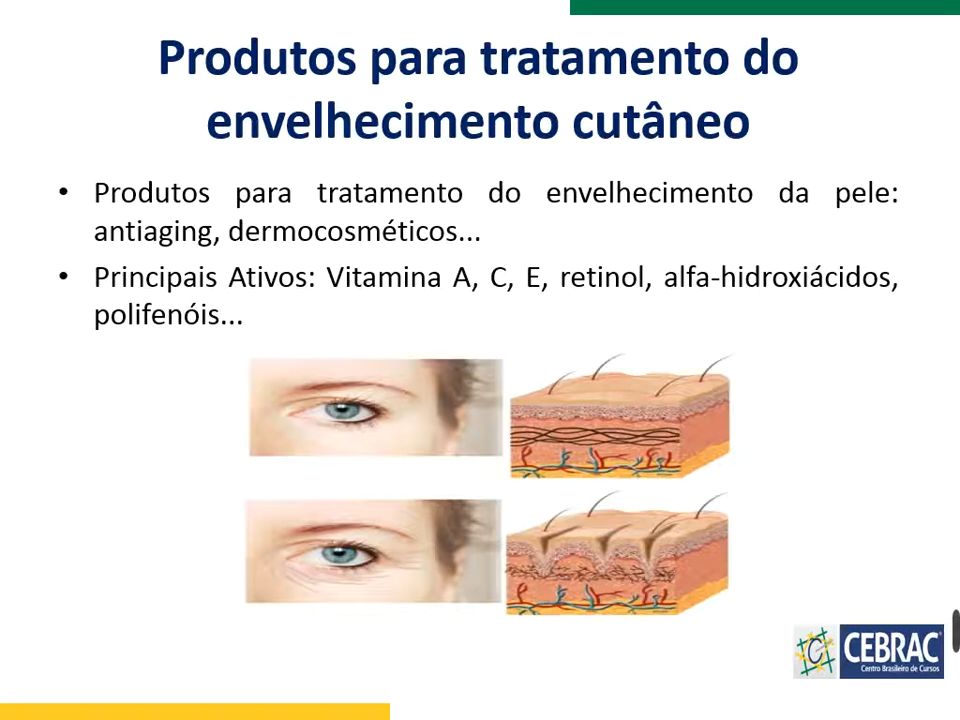 Produtos para tratamento do
envelhecimento cutâneo
• Produtos para tratamento do envelhecimento da pele:
antiaging, dermocosméticos...
• Principais Ativos: Vitamina A, C, E, retinol, alfa-hidroxiácidos,
polifenóis...
CEBRAC
Centro Brasileiro de Cursos